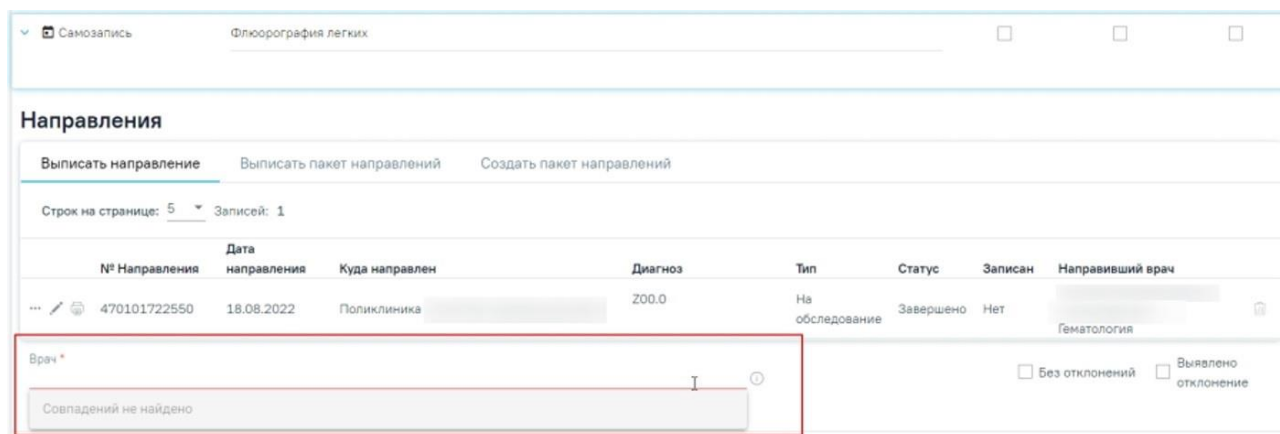 Самозапись Флюорография легких
Направления
Выписать направление Выписать пакет направлений Создать пакет направлений
Строк на странице: 5 Записей: 1
№ Направления Дата направления Куда направлен Диагноз Тип Статус Записан Направивший врач
470101722550 18.08.2022 Поликлиника Z00.0 На обследование Завершено Нет
Гематология
Врач *
Без отклонений Выявлено отклонение
Совпадений не найдено